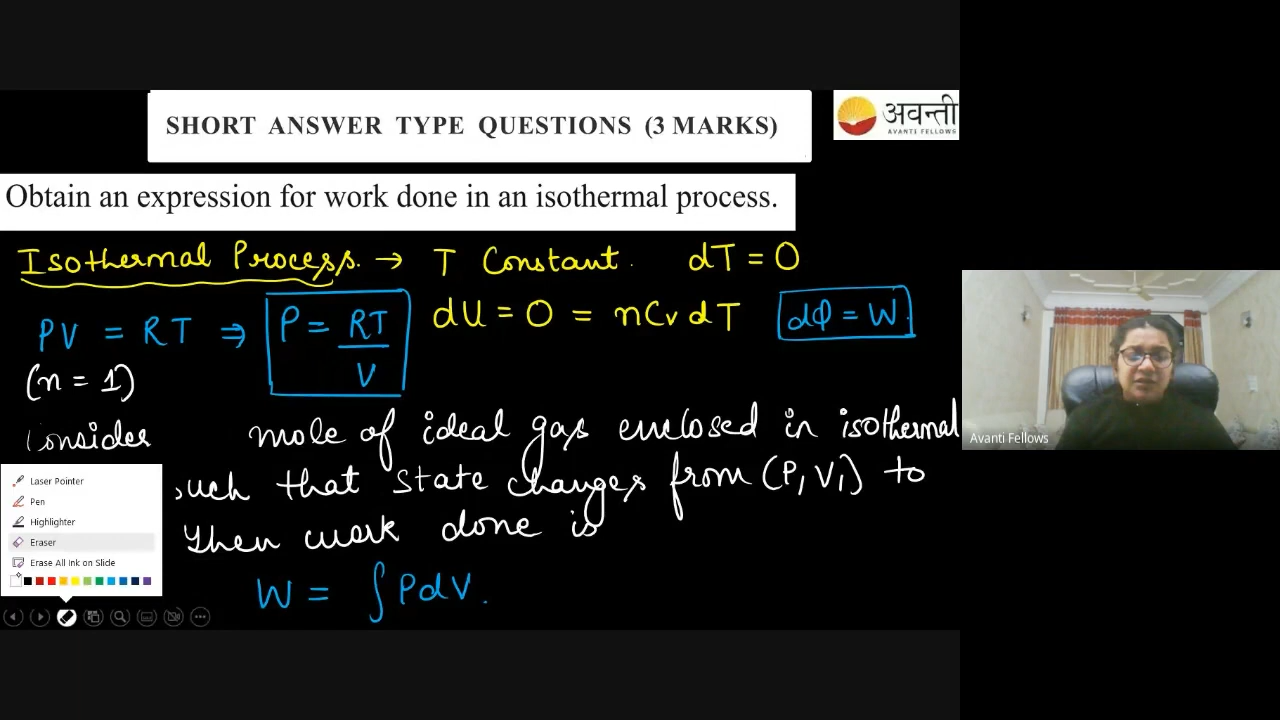 SHORT ANSWER TYPE QUESTIONS (3 MARKS)
अवन्ती
AVANTI FELLOWS
Obtain an expression for work done in an isothermal process.
Isothermal Process. → T Constant. dT = 0
dU = 0 = nCv dT
dQ = W
PV = RT ⇒ P = RT/V
(n = 1)
Consider mole of ideal gas enclosed in isothermal
such that state changes from (P, V1) to
Then work done is
W = ∫ PdV.
Laser Pointer
Pen
Highlighter
Eraser
Erase All Ink on Slide
Avanti Fellows